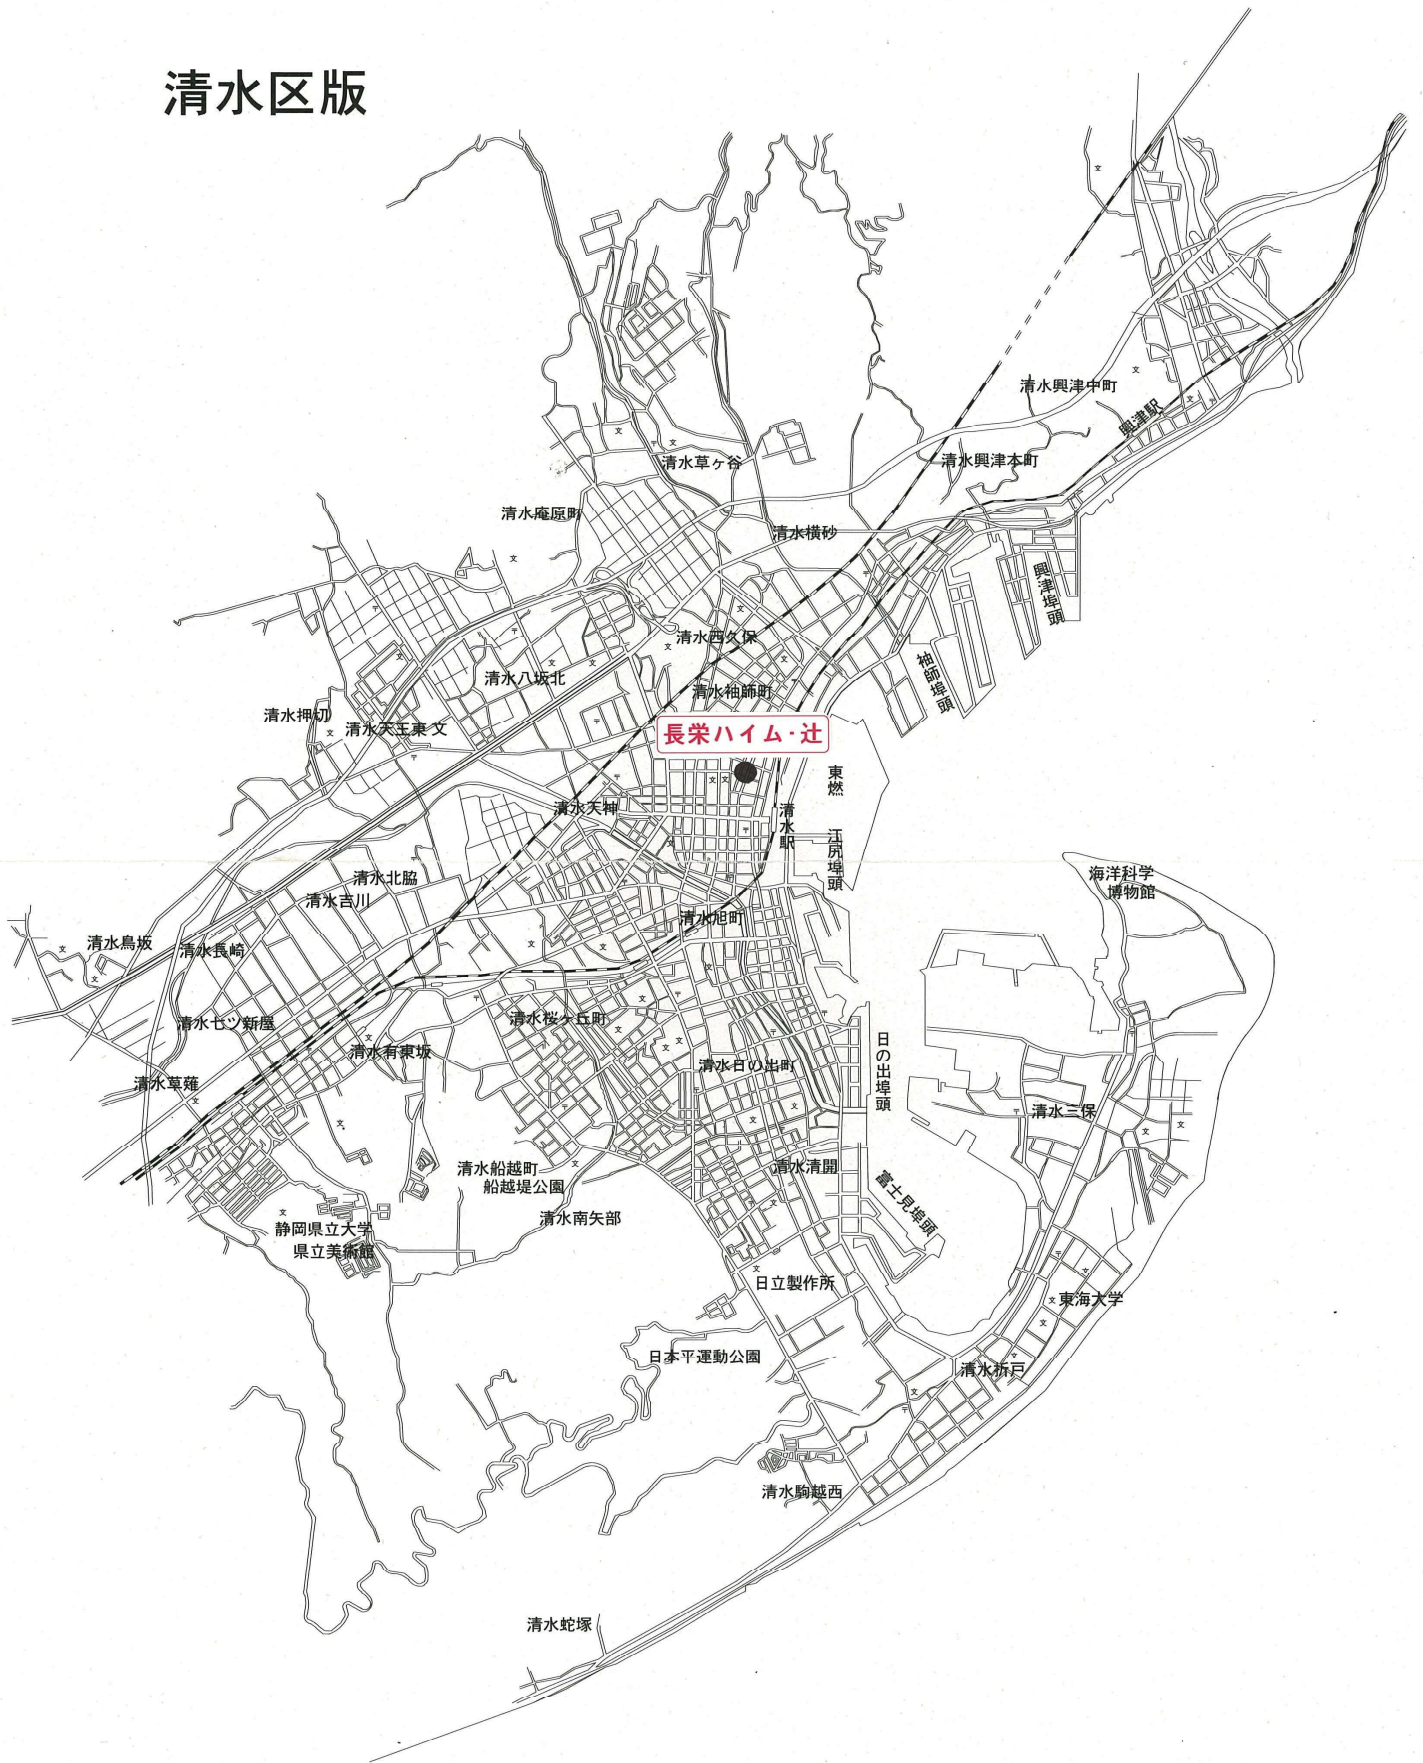 清水区版
清水興津中町
興津駅
清水草ヶ谷
清水興津本町
清水庵原町
清水横砂
興津埠頭
清水西久保
袖師埠頭
清水八坂北
清水袖師町
清水押切
清水天王東 文
長栄ハイム・辻
東燃
清水天神
清水駅
江尻埠頭
海洋科学
博物館
清水北脇
清水吉川
清水旭町
清水鳥坂
清水長崎
清水七ツ新屋
清水桜ヶ丘町
清水有東坂
日の出埠頭
清水日の出町
清水草薙
清水三保
清水船越町
船越堤公園
清水清開
富士見埠頭
清水南矢部
静岡県立大学
県立美術館
日立製作所
東海大学
日本平運動公園
清水折戸
清水駒越西
清水蛇塚